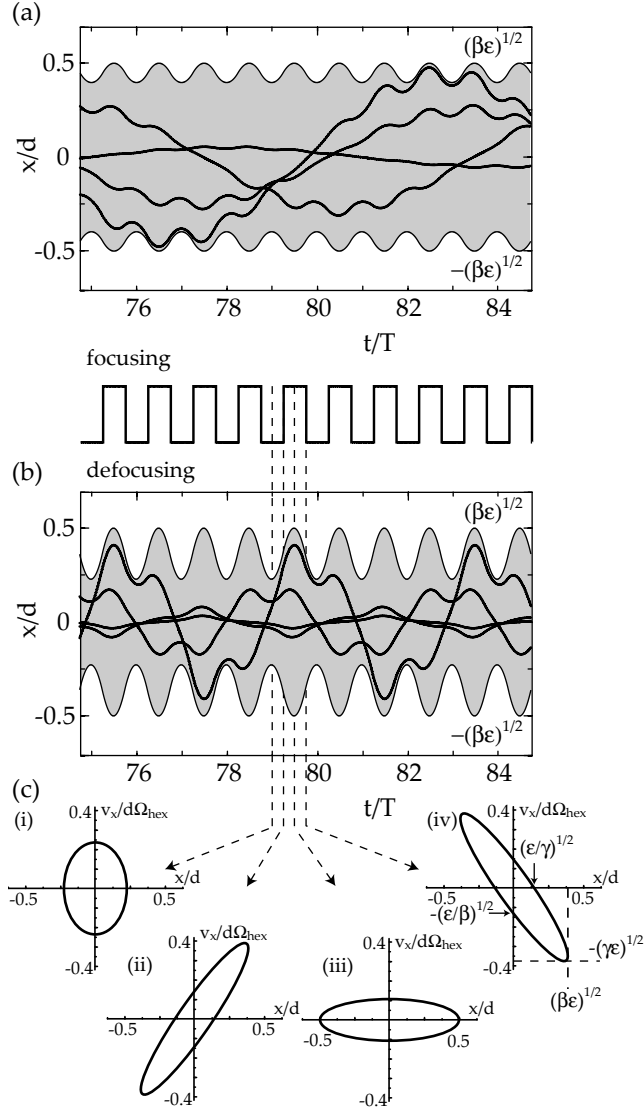 (a)
(βε)^1/2
0.5
x/d
0
-0.5
−(βε)^1/2
76 78 80 82 84
t/T
focusing
defocusing
(b)
(βε)^1/2
0.5
x/d
0
-0.5
−(βε)^1/2
76 78 80 82 84
t/T
(c)
(i)
v_x/dΩ_hex
0.4
x/d
-0.5 0.5
-0.4
(ii)
v_x/dΩ_hex
0.4
x/d
-0.5 0.5
-0.4
(iii)
v_x/dΩ_hex
0.4
x/d
-0.5 0.5
-0.4
(iv)
v_x/dΩ_hex
0.4
(ε/γ)^1/2
x/d
-0.5 0.5
-(ε/β)^1/2
-0.4
-(γε)^1/2
(βε)^1/2